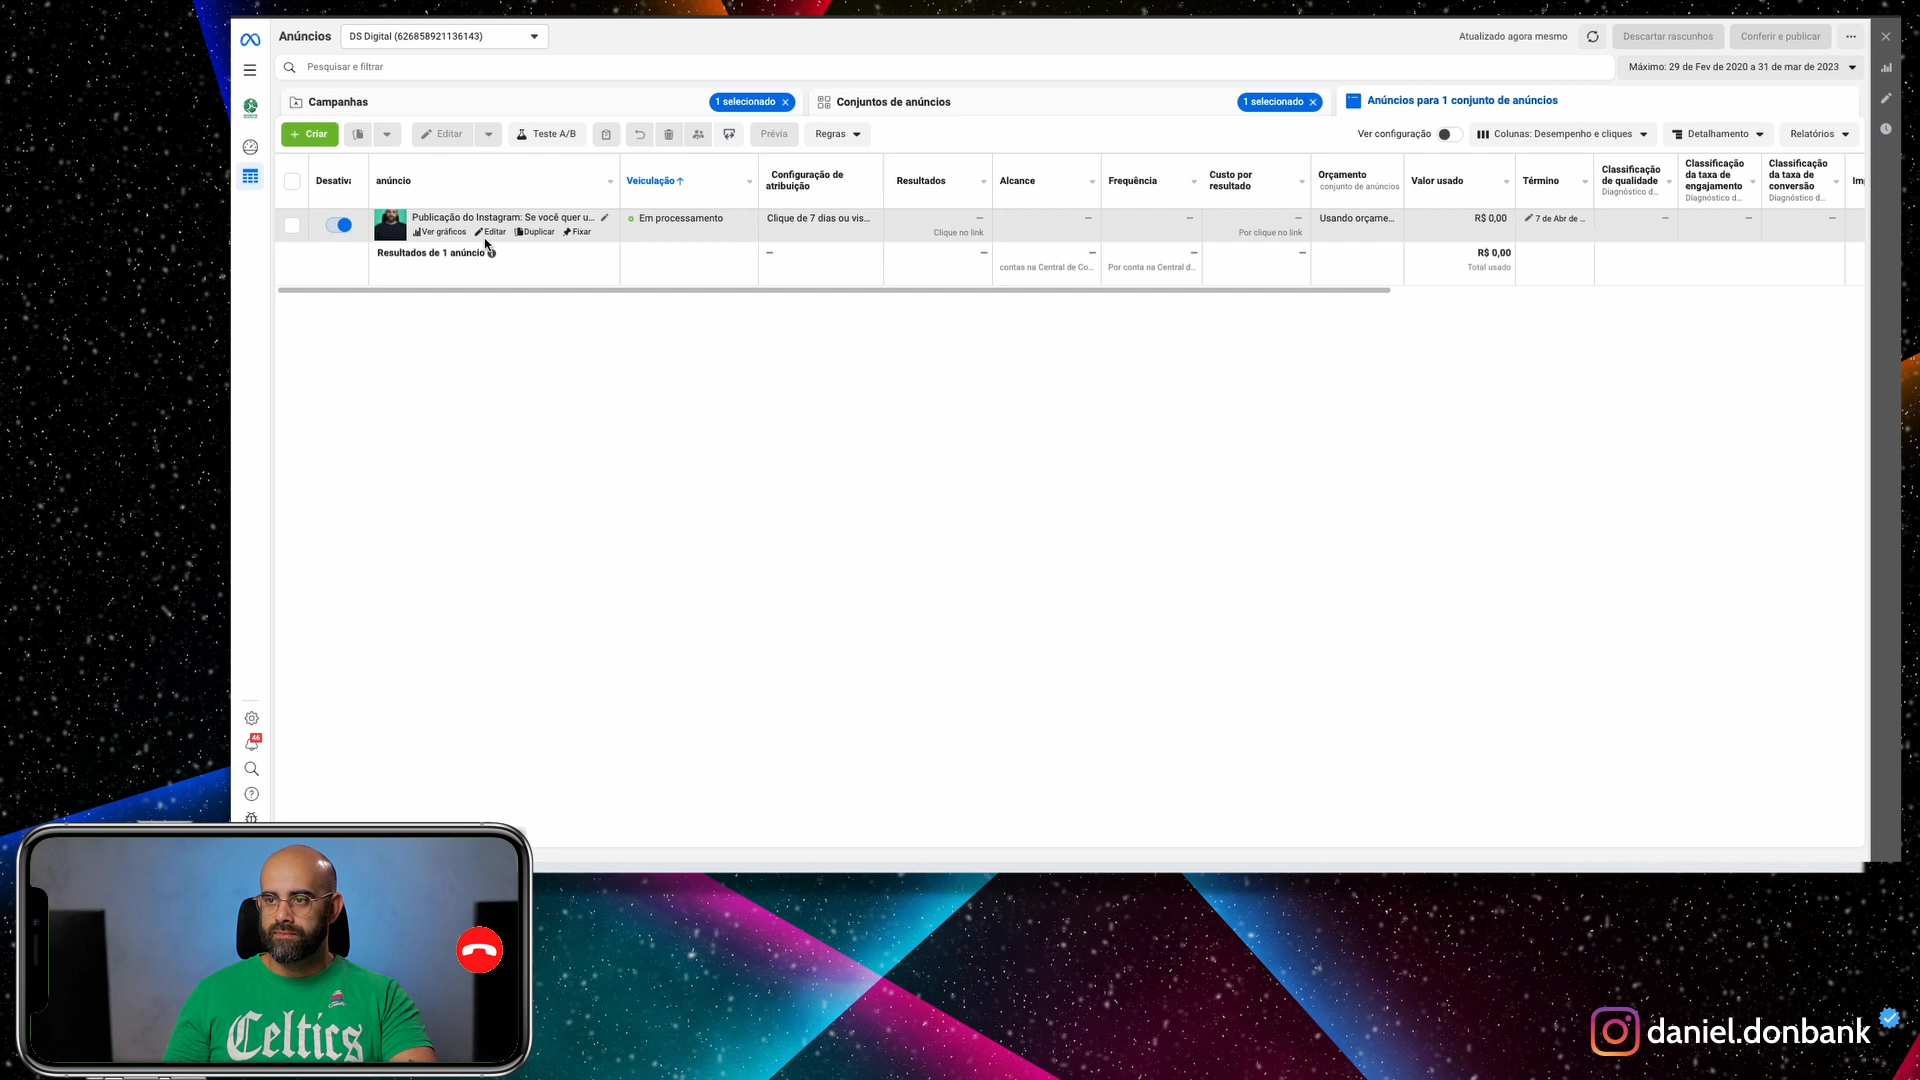 Anúncios
DS Digital (626858921136143)
Atualizado agora mesmo
Descartar rascunhos
Conferir e publicar
Pesquisar e filtrar
Máximo: 29 de Fev de 2020 a 31 de mar de 2023
Campanhas
1 selecionado
Conjuntos de anúncios
1 selecionado
Anúncios para 1 conjunto de anúncios
+ Criar
Editar
Teste A/B
Prévia
Regras
Ver configuração
Colunas: Desempenho e cliques
Detalhamento
Relatórios
Desativa
anúncio
Veiculação↑
Configuração de
atribuição
Resultados
Alcance
Frequência
Custo por
resultado
Orçamento
conjunto de anúncios
Valor usado
Término
Classificação
de qualidade
Diagnóstico d...
Classificação
da taxa de
engajamento
Diagnóstico d...
Classificação
da taxa de
conversão
Diagnóstico d...
Im
Publicação do Instagram: Se você quer u...
Ver gráficos
Editar
Duplicar
Fixar
Em processamento
Clique de 7 dias ou vis...
—
Clique no link
—
—
—
Por clique no link
Usando orçame...
R$ 0,00
7 de Abr de ...
—
—
—
Resultados de 1 anúncio
—
—
—
contas na Central de Co...
—
Por conta na Central d...
—
R$ 0,00
Total usado
46
Celtics
daniel.donbank